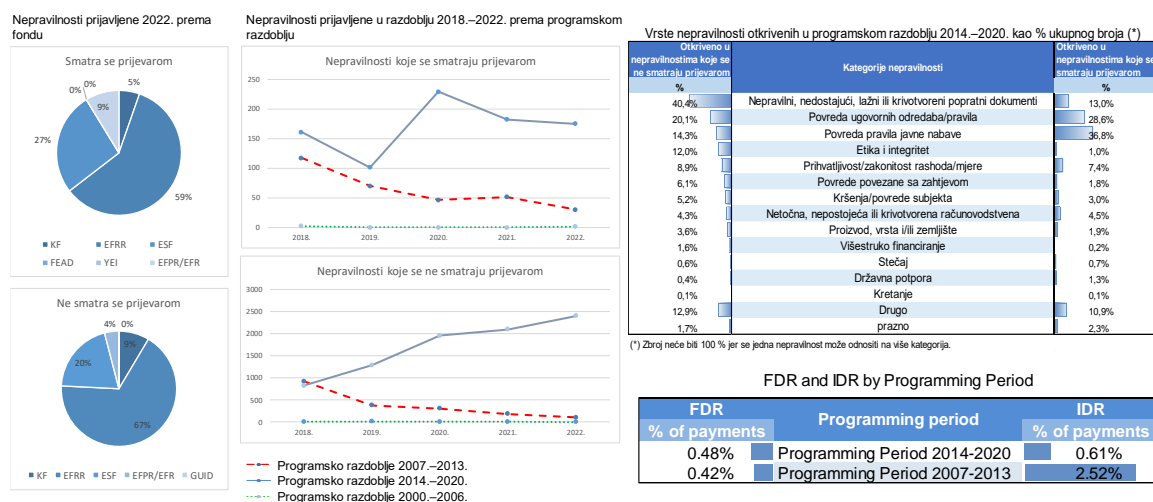 Nepravilnosti prijavljene 2022. prema
fondu
Smatra se prijevarom
0%
0%
5%
9%
27%
59%
KF
EFRR
ESF
FEAD
YEI
EFPR/EFR
Ne smatra se prijevarom
4%
0%
9%
20%
67%
KF
EFRR
ESF
EFPR/EFR
GUID
Nepravilnosti prijavljene u razdoblju 2018.–2022. prema programskom
razdoblju
Nepravilnosti koje se smatraju prijevarom
250
200
150
100
50
0
2018.
2019.
2020.
2021.
2022.
Nepravilnosti koje se ne smatraju prijevarom
3000
2500
2000
1500
1000
500
0
2018.
2019.
2020.
2021.
2022.
Programsko razdoblje 2007.–2013.
Programsko razdoblje 2014.–2020.
Programsko razdoblje 2000.–2006.
Vrste nepravilnosti otkrivenih u programskom razdoblju 2014.–2020. kao % ukupnog broja (*)
Otkriveno u
nepravilnostima koje se
ne smatraju prijevarom
Kategorije nepravilnosti
Otkriveno u
nepravilnostima koje se
smatraju prijevarom
%
%
40,4% Nepravilni, nedostajući, lažni ili krivotvoreni popratni dokumenti 13,0%
20,1% Povreda ugovornih odredaba/pravila 28,6%
14,3% Povreda pravila javne nabave 36,8%
12,0% Etika i integritet 1,0%
8,9% Prihvatljivost/zakonitost rashoda/mjere 7,4%
6,1% Povrede povezane sa zahtjevom 1,8%
5,2% Kršenja/povrede subjekta 3,0%
4,3% Netočna, nepostojeća ili krivotvorena računovodstvena 4,5%
3,6% Proizvod, vrsta i/ili zemljište 1,9%
1,6% Višestruko financiranje 0,2%
0,6% Stečaj 0,7%
0,4% Državna potpora 1,3%
0,1% Kretanje 0,1%
12,9% Drugo 10,9%
1,7% prazno 2,3%
(*) Zbroj neće biti 100 % jer se jedna nepravilnost može odnositi na više kategorija.
FDR and IDR by Programming Period
FDR Programming period IDR
% of payments % of payments
0.48% Programming Period 2014-2020 0.61%
0.42% Programming Period 2007-2013 2.52%